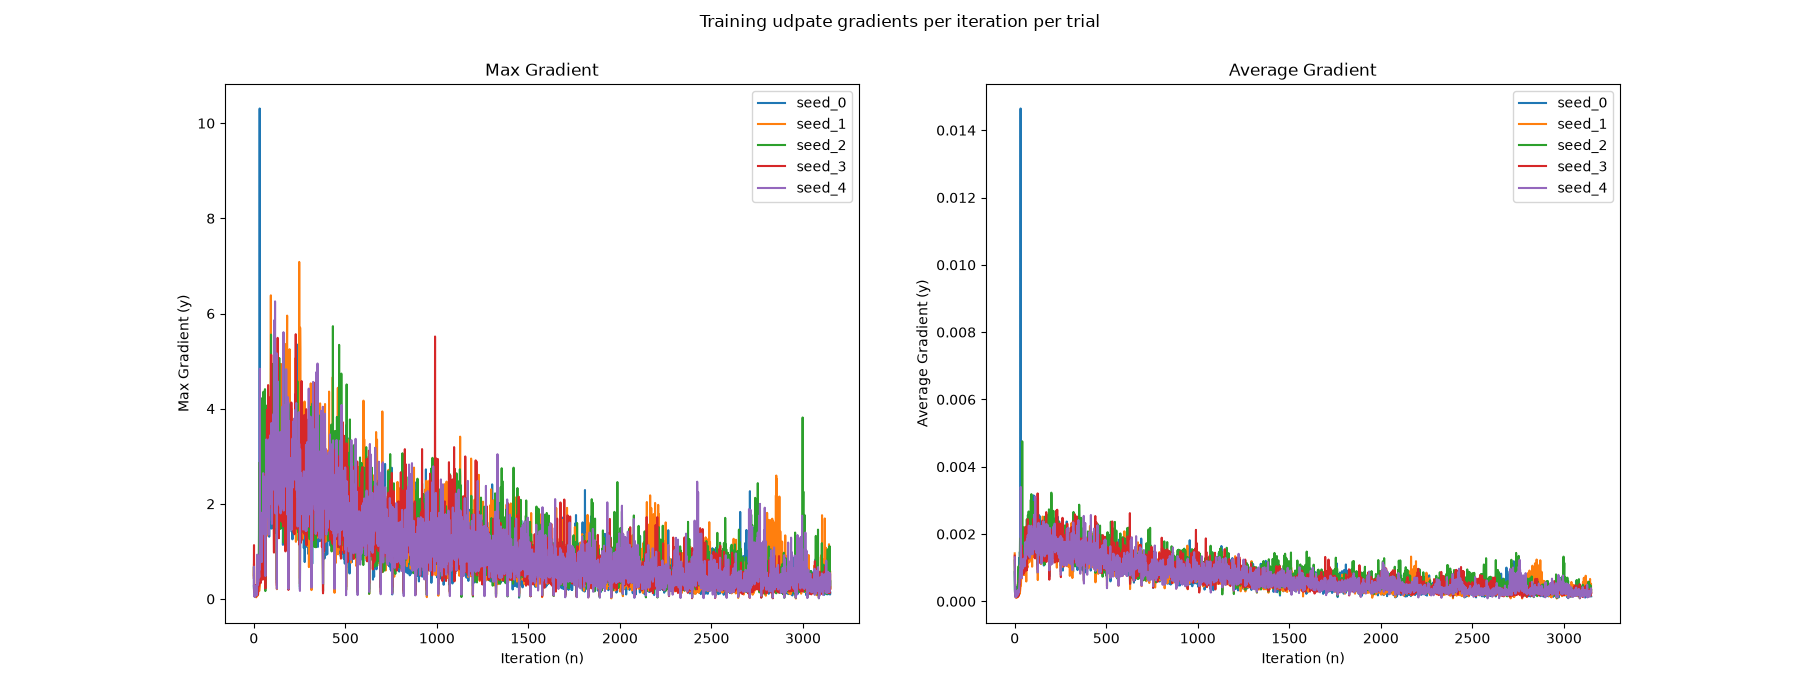 Training udpate gradients per iteration per trial
Max Gradient
10
8
6
4
2
0
Max Gradient (y)
0 500 1000 1500 2000 2500 3000
Iteration (n)
seed_0
seed_1
seed_2
seed_3
seed_4
Average Gradient
0.014
0.012
0.010
0.008
0.006
0.004
0.002
0.000
Average Gradient (y)
0 500 1000 1500 2000 2500 3000
Iteration (n)
seed_0
seed_1
seed_2
seed_3
seed_4